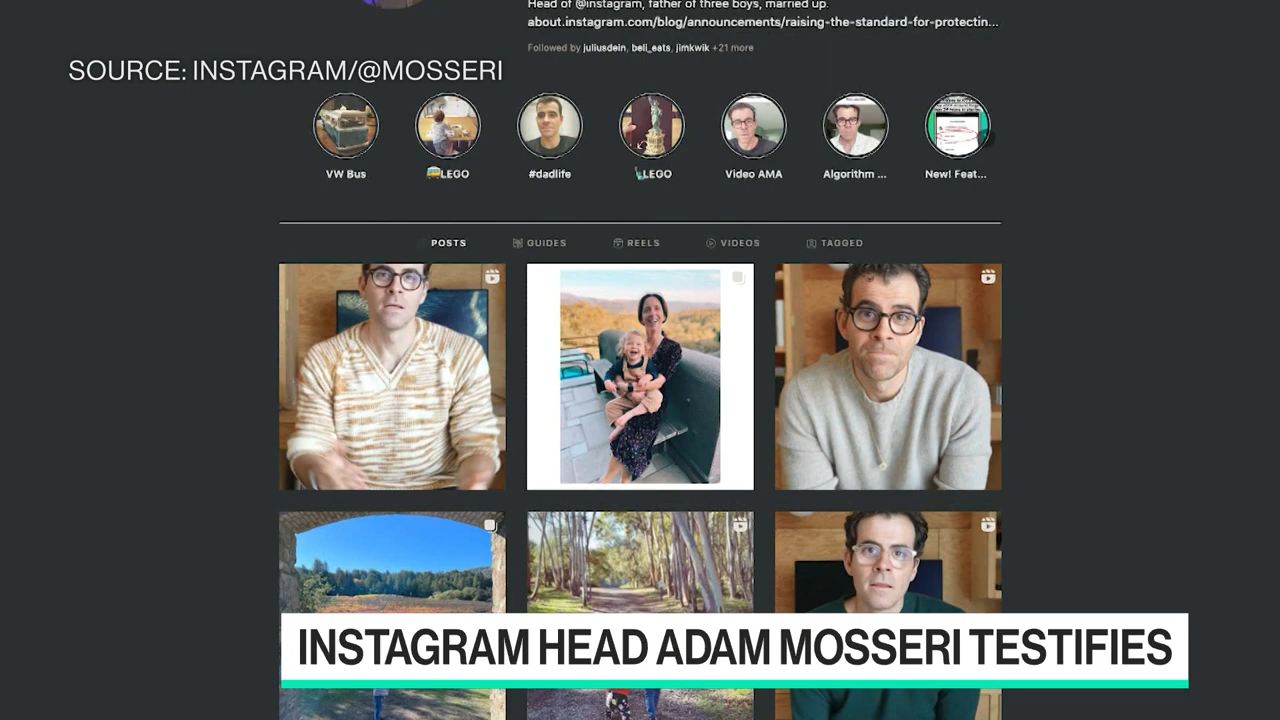 Head of @instagram, father of three boys, married up.
about.instagram.com/blog/announcements/raising-the-standard-for-protectin...
Followed by juliusdein, beli_eats, jimkwik +21 more
SOURCE: INSTAGRAM/@MOSSERI
VW Bus
LEGO
#dadlife
LEGO
Video AMA
Algorithm ...
New! Feat...
POSTS
GUIDES
REELS
VIDEOS
TAGGED
INSTAGRAM HEAD ADAM MOSSERI TESTIFIES